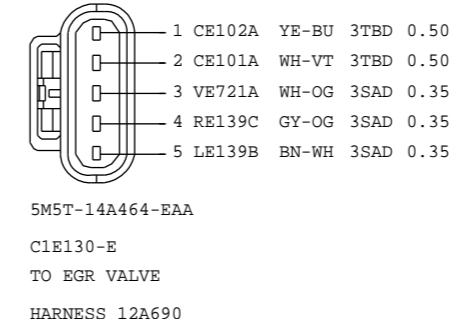 1 CE102A YE-BU 3TBD 0.50
2 CE101A WH-VT 3TBD 0.50
3 VE721A WH-OG 3SAD 0.35
4 RE139C GY-OG 3SAD 0.35
5 LE139B BN-WH 3SAD 0.35
5M5T-14A464-EAA
C1E130-E
TO EGR VALVE
HARNESS 12A690